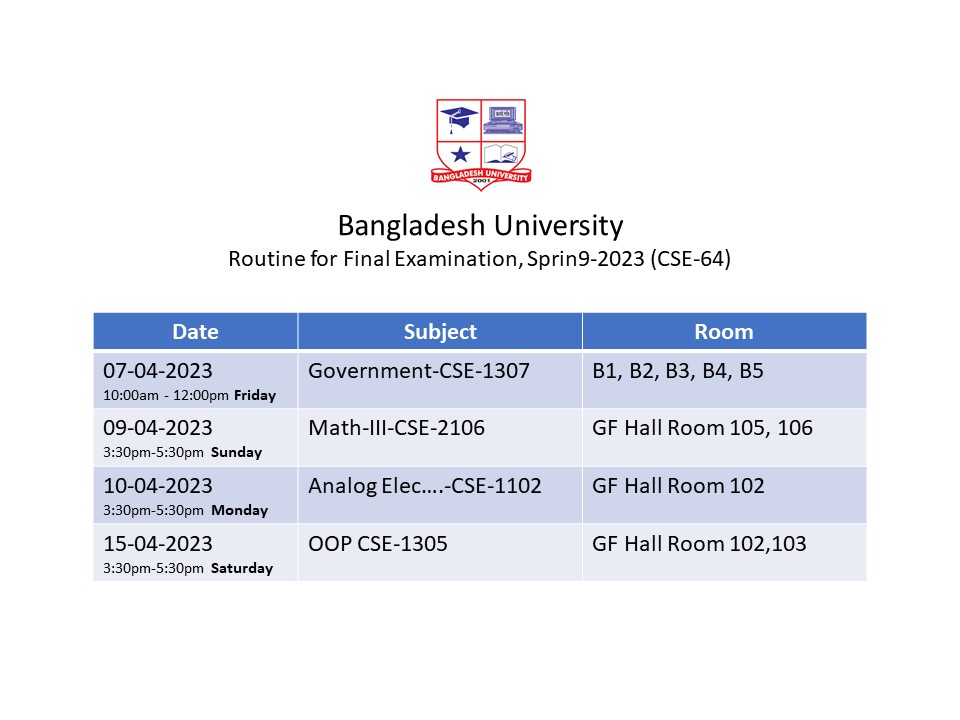 BANGLADESH UNIVERSITY
2001
Bangladesh University
Routine for Final Examination, Sprin9-2023 (CSE-64)
Date Subject Room
07-04-2023 Government-CSE-1307 B1, B2, B3, B4, B5
10:00am - 12:00pm Friday
09-04-2023 Math-III-CSE-2106 GF Hall Room 105, 106
3:30pm-5:30pm Sunday
10-04-2023 Analog Elec….-CSE-1102 GF Hall Room 102
3:30pm-5:30pm Monday
15-04-2023 OOP CSE-1305 GF Hall Room 102,103
3:30pm-5:30pm Saturday